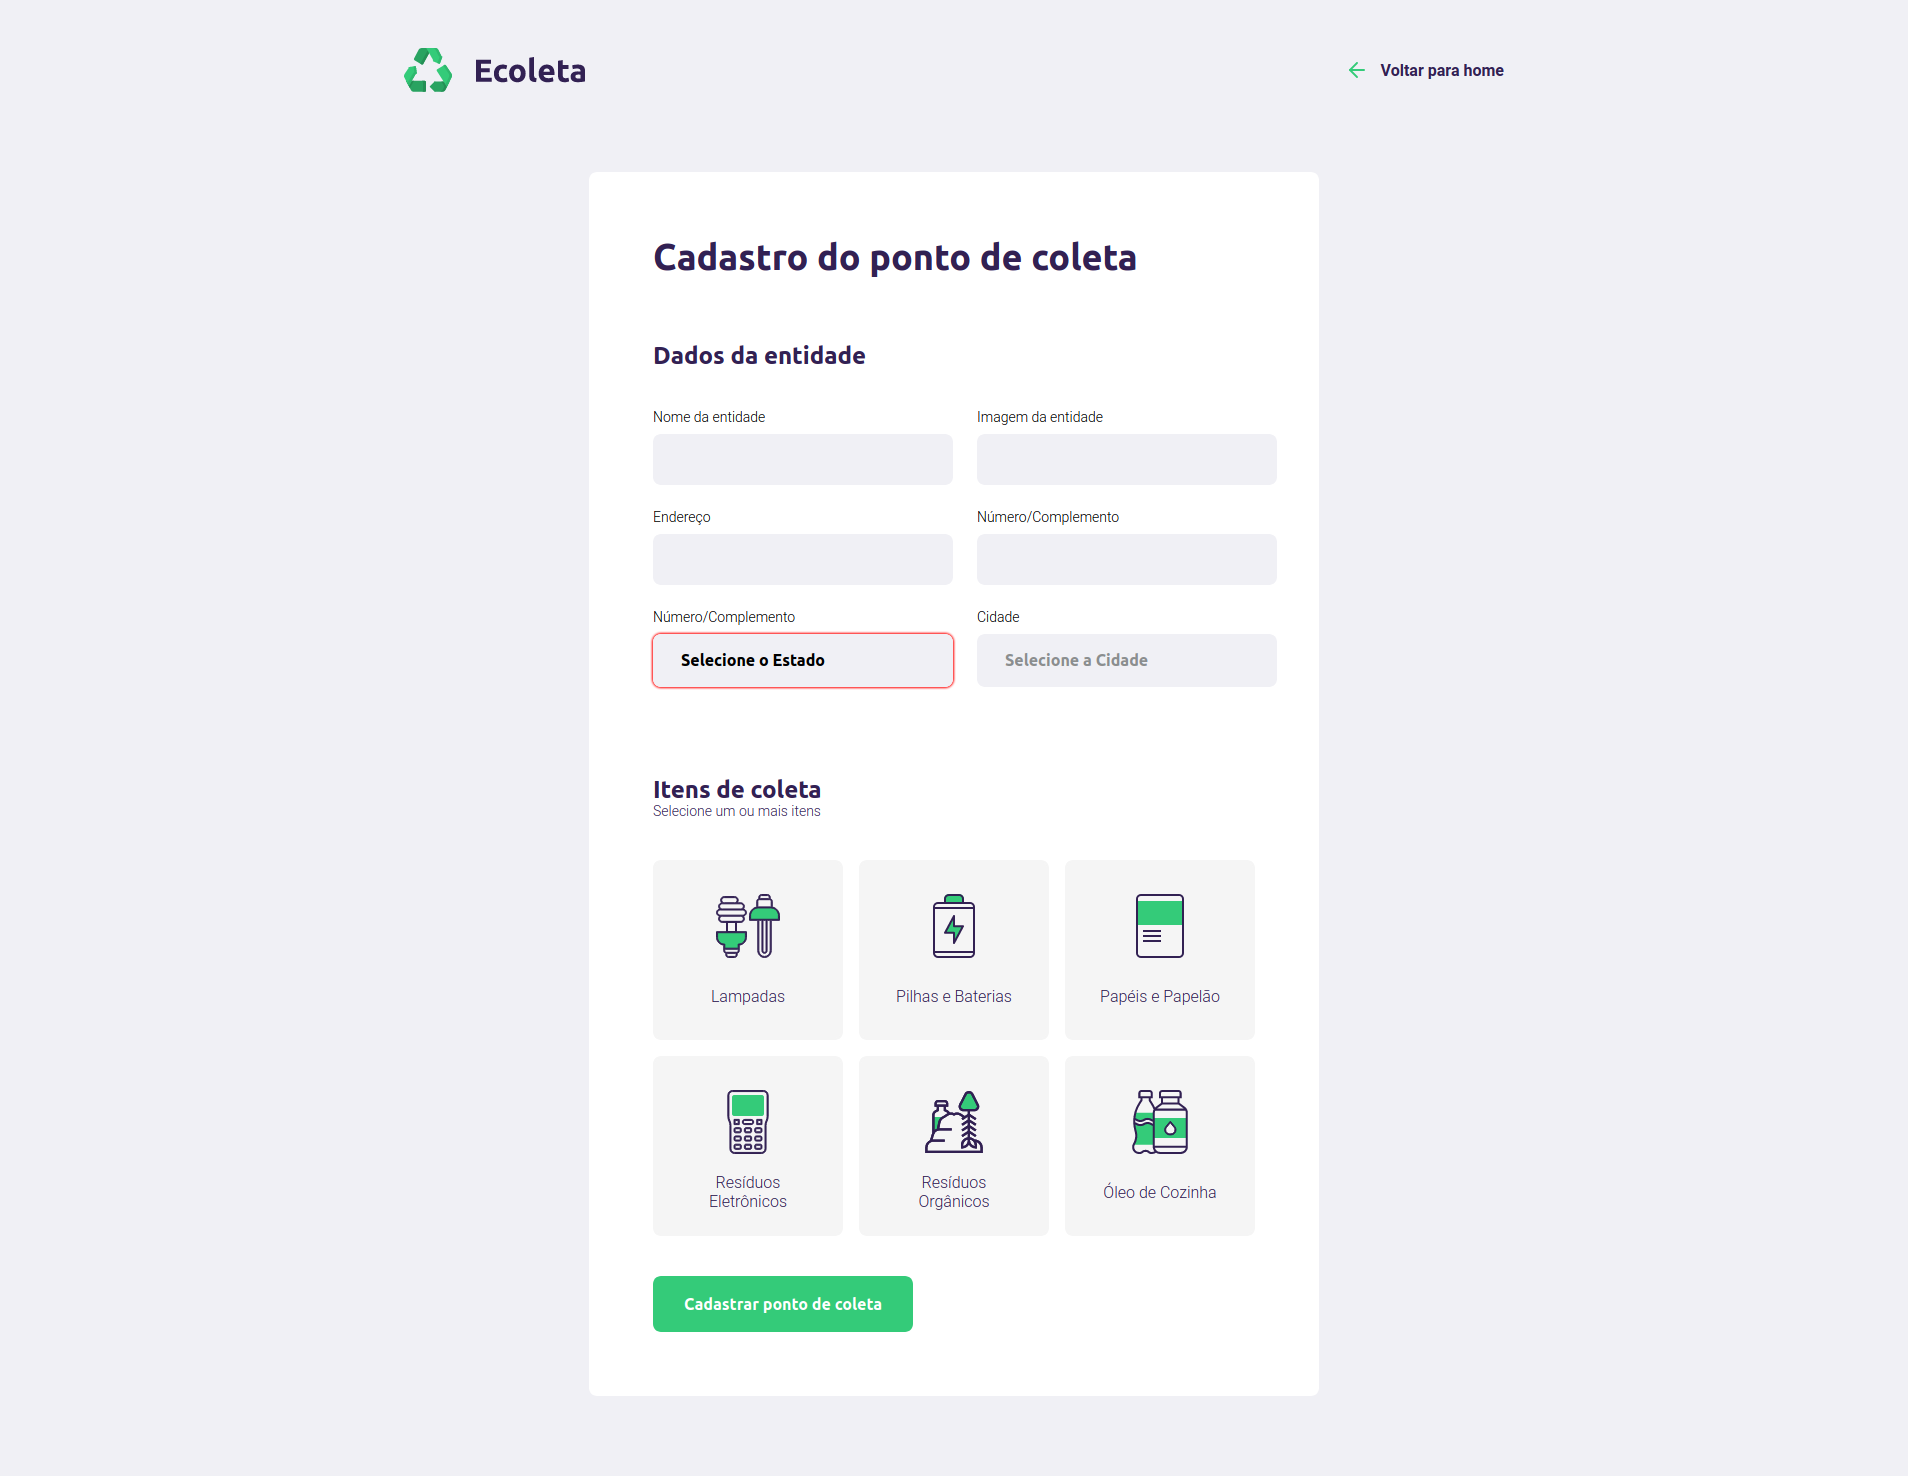 Ecoleta
Voltar para home
Cadastro do ponto de coleta
Dados da entidade
Nome da entidade
Imagem da entidade
Endereço
Número/Complemento
Número/Complemento
Cidade
Selecione o Estado
Selecione a Cidade
Itens de coleta
Selecione um ou mais itens
Lampadas
Pilhas e Baterias
Papéis e Papelão
Resíduos
Eletrônicos
Resíduos
Orgânicos
Óleo de Cozinha
Cadastrar ponto de coleta